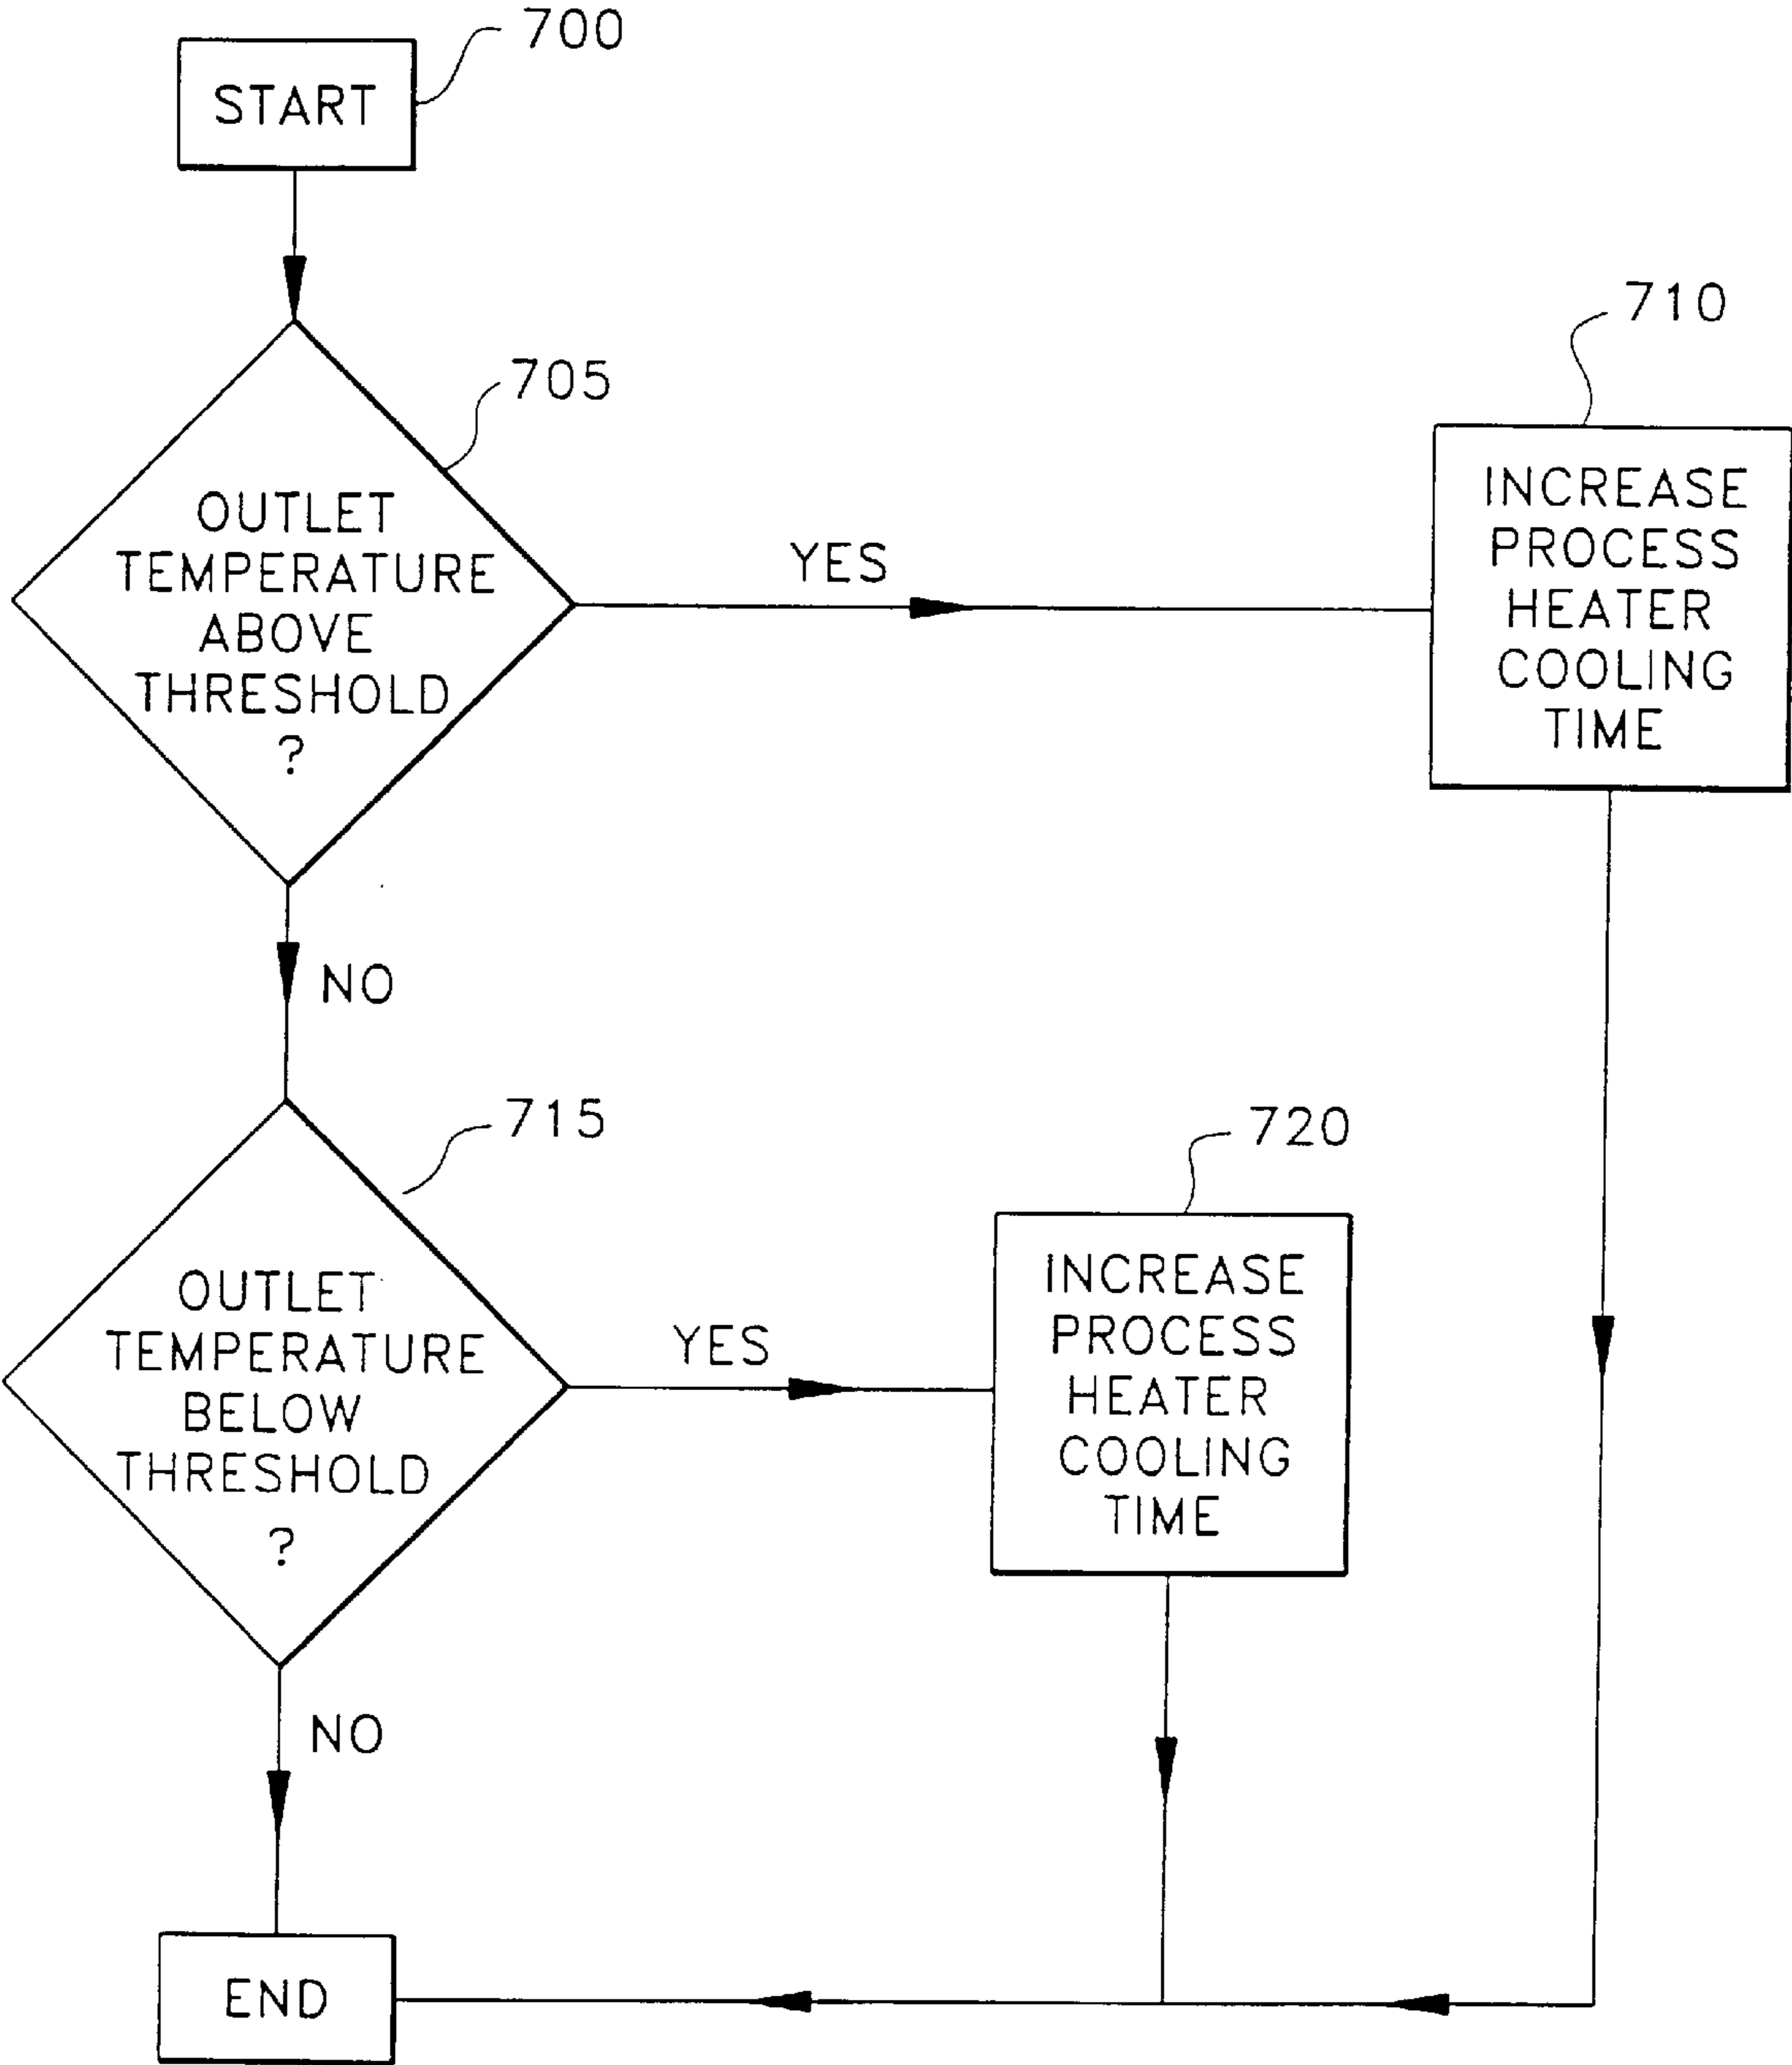 700
START
705
OUTLET
TEMPERATURE
ABOVE
THRESHOLD
?
YES
710
INCREASE
PROCESS
HEATER
COOLING
TIME
NO
715
OUTLET
TEMPERATURE
BELOW
THRESHOLD
?
YES
720
INCREASE
PROCESS
HEATER
COOLING
TIME
NO
END